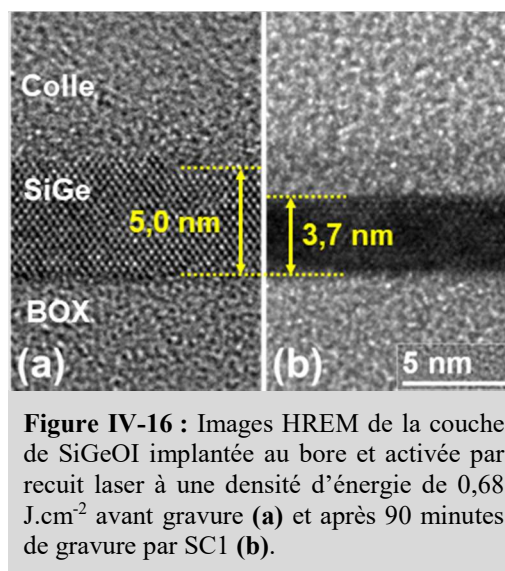 Colle
SiGe
5,0 nm
3,7 nm
BOX
(a)
(b)
5 nm
Figure IV-16 : Images HREM de la couche
de SiGeOI implantée au bore et activée par
recuit laser à une densité d'énergie de 0,68
J.cm-2 avant gravure (a) et après 90 minutes
de gravure par SC1 (b).